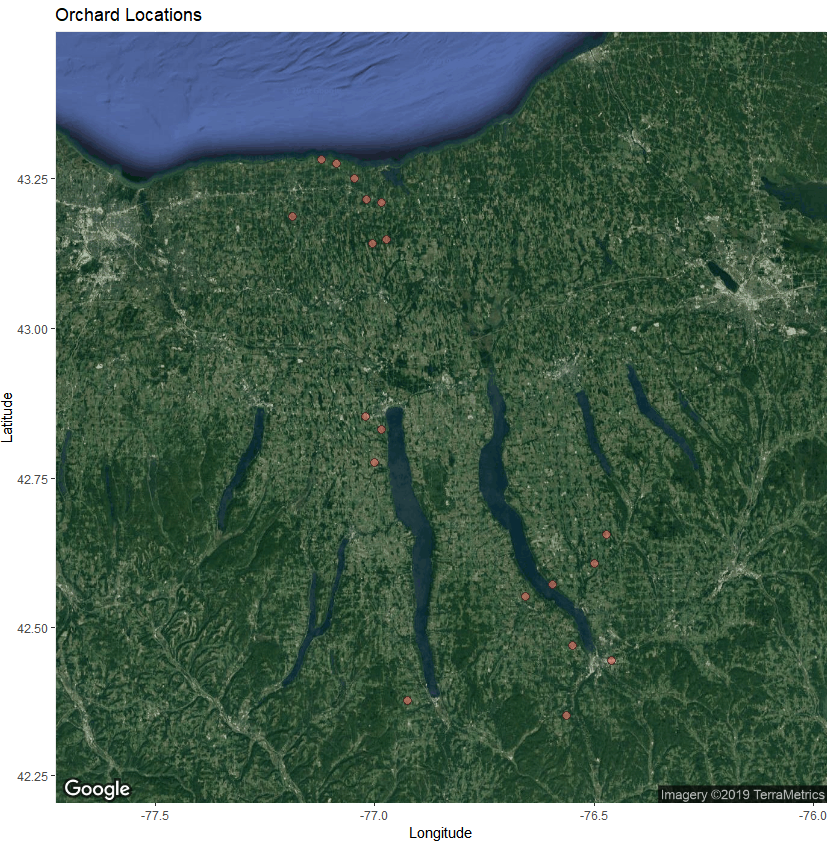 Orchard Locations
Latitude
43.25
43.00
42.75
42.50
42.25
Google
Imagery ©2019 TerraMetrics
-77.5
-77.0
-76.5
-76.0
Longitude